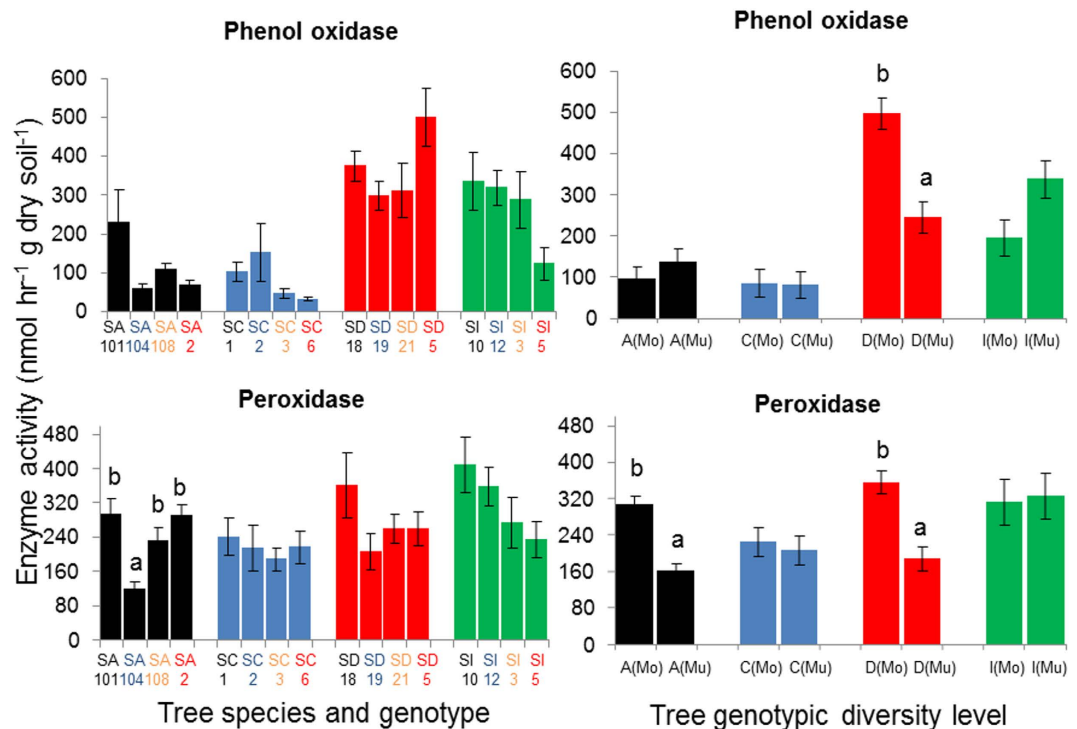 Phenol oxidase
Phenol oxidase
Enzyme activity (nmol hr⁻¹ g dry soil⁻¹)
600
500
400
300
200
100
0
SA SA SA SA SC SC SC SC SD SD SD SD SI SI SI SI
101 104 108 2 1 2 3 6 18 19 21 5 10 12 3 5
600
500
400
300
200
100
0
b
a
A(Mo) A(Mu) C(Mo) C(Mu) D(Mo) D(Mu) I(Mo) I(Mu)
Peroxidase
480
400
320
240
160
80
0
b
a
b
b
SA SA SA SA SC SC SC SC SD SD SD SD SI SI SI SI
101 104 108 2 1 2 3 6 18 19 21 5 10 12 3 5
Tree species and genotype
Peroxidase
480
400
320
240
160
80
0
b
a
b
a
A(Mo) A(Mu) C(Mo) C(Mu) D(Mo) D(Mu) I(Mo) I(Mu)
Tree genotypic diversity level